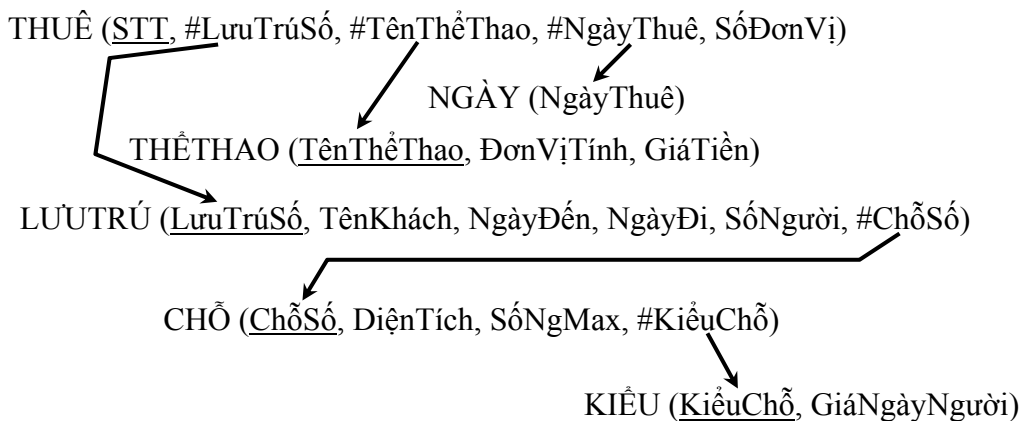 THUÊ (STT, #LưuTrúSố, #TênThểThao, #NgàyThuê, SốĐơnVị)
NGÀY (NgàyThuê)
THỂTHAO (TênThểThao, ĐơnVịTính, GiáTiền)
LƯUTRÚ (LưuTrúSố, TênKhách, NgàyĐến, NgàyĐi, SốNgười, #ChỗSố)
CHỖ (ChỗSố, DiệnTích, SốNgMax, #KiểuChỗ)
KIỂU (KiểuChỗ, GiáNgàyNgười)